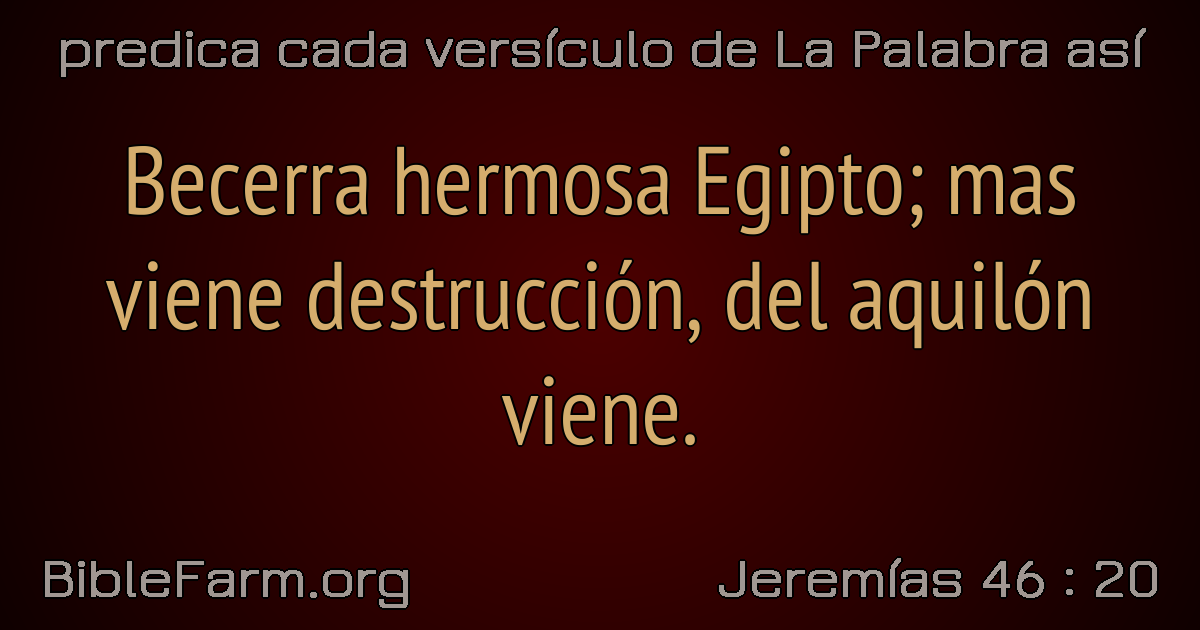 predica cada versículo de La Palabra así
Becerra hermosa Egipto; mas
viene destrucción, del aquilón
viene.
BibleFarm.org
Jeremías 46 : 20